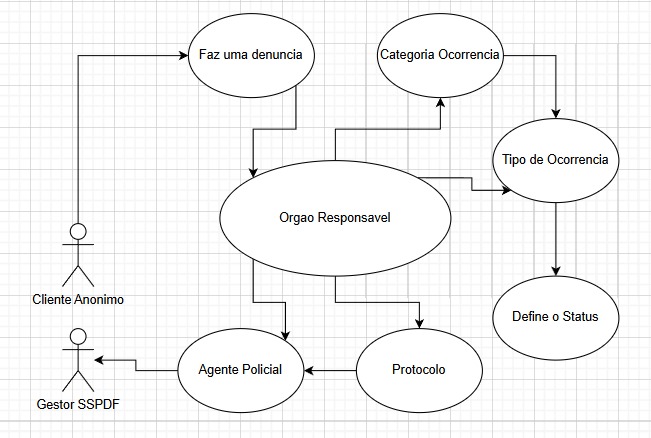 Faz uma denuncia
Categoria Ocorrencia
Tipo de Ocorrencia
Orgao Responsavel
Cliente Anonimo
Define o Status
Agente Policial
Protocolo
Gestor SSPDF